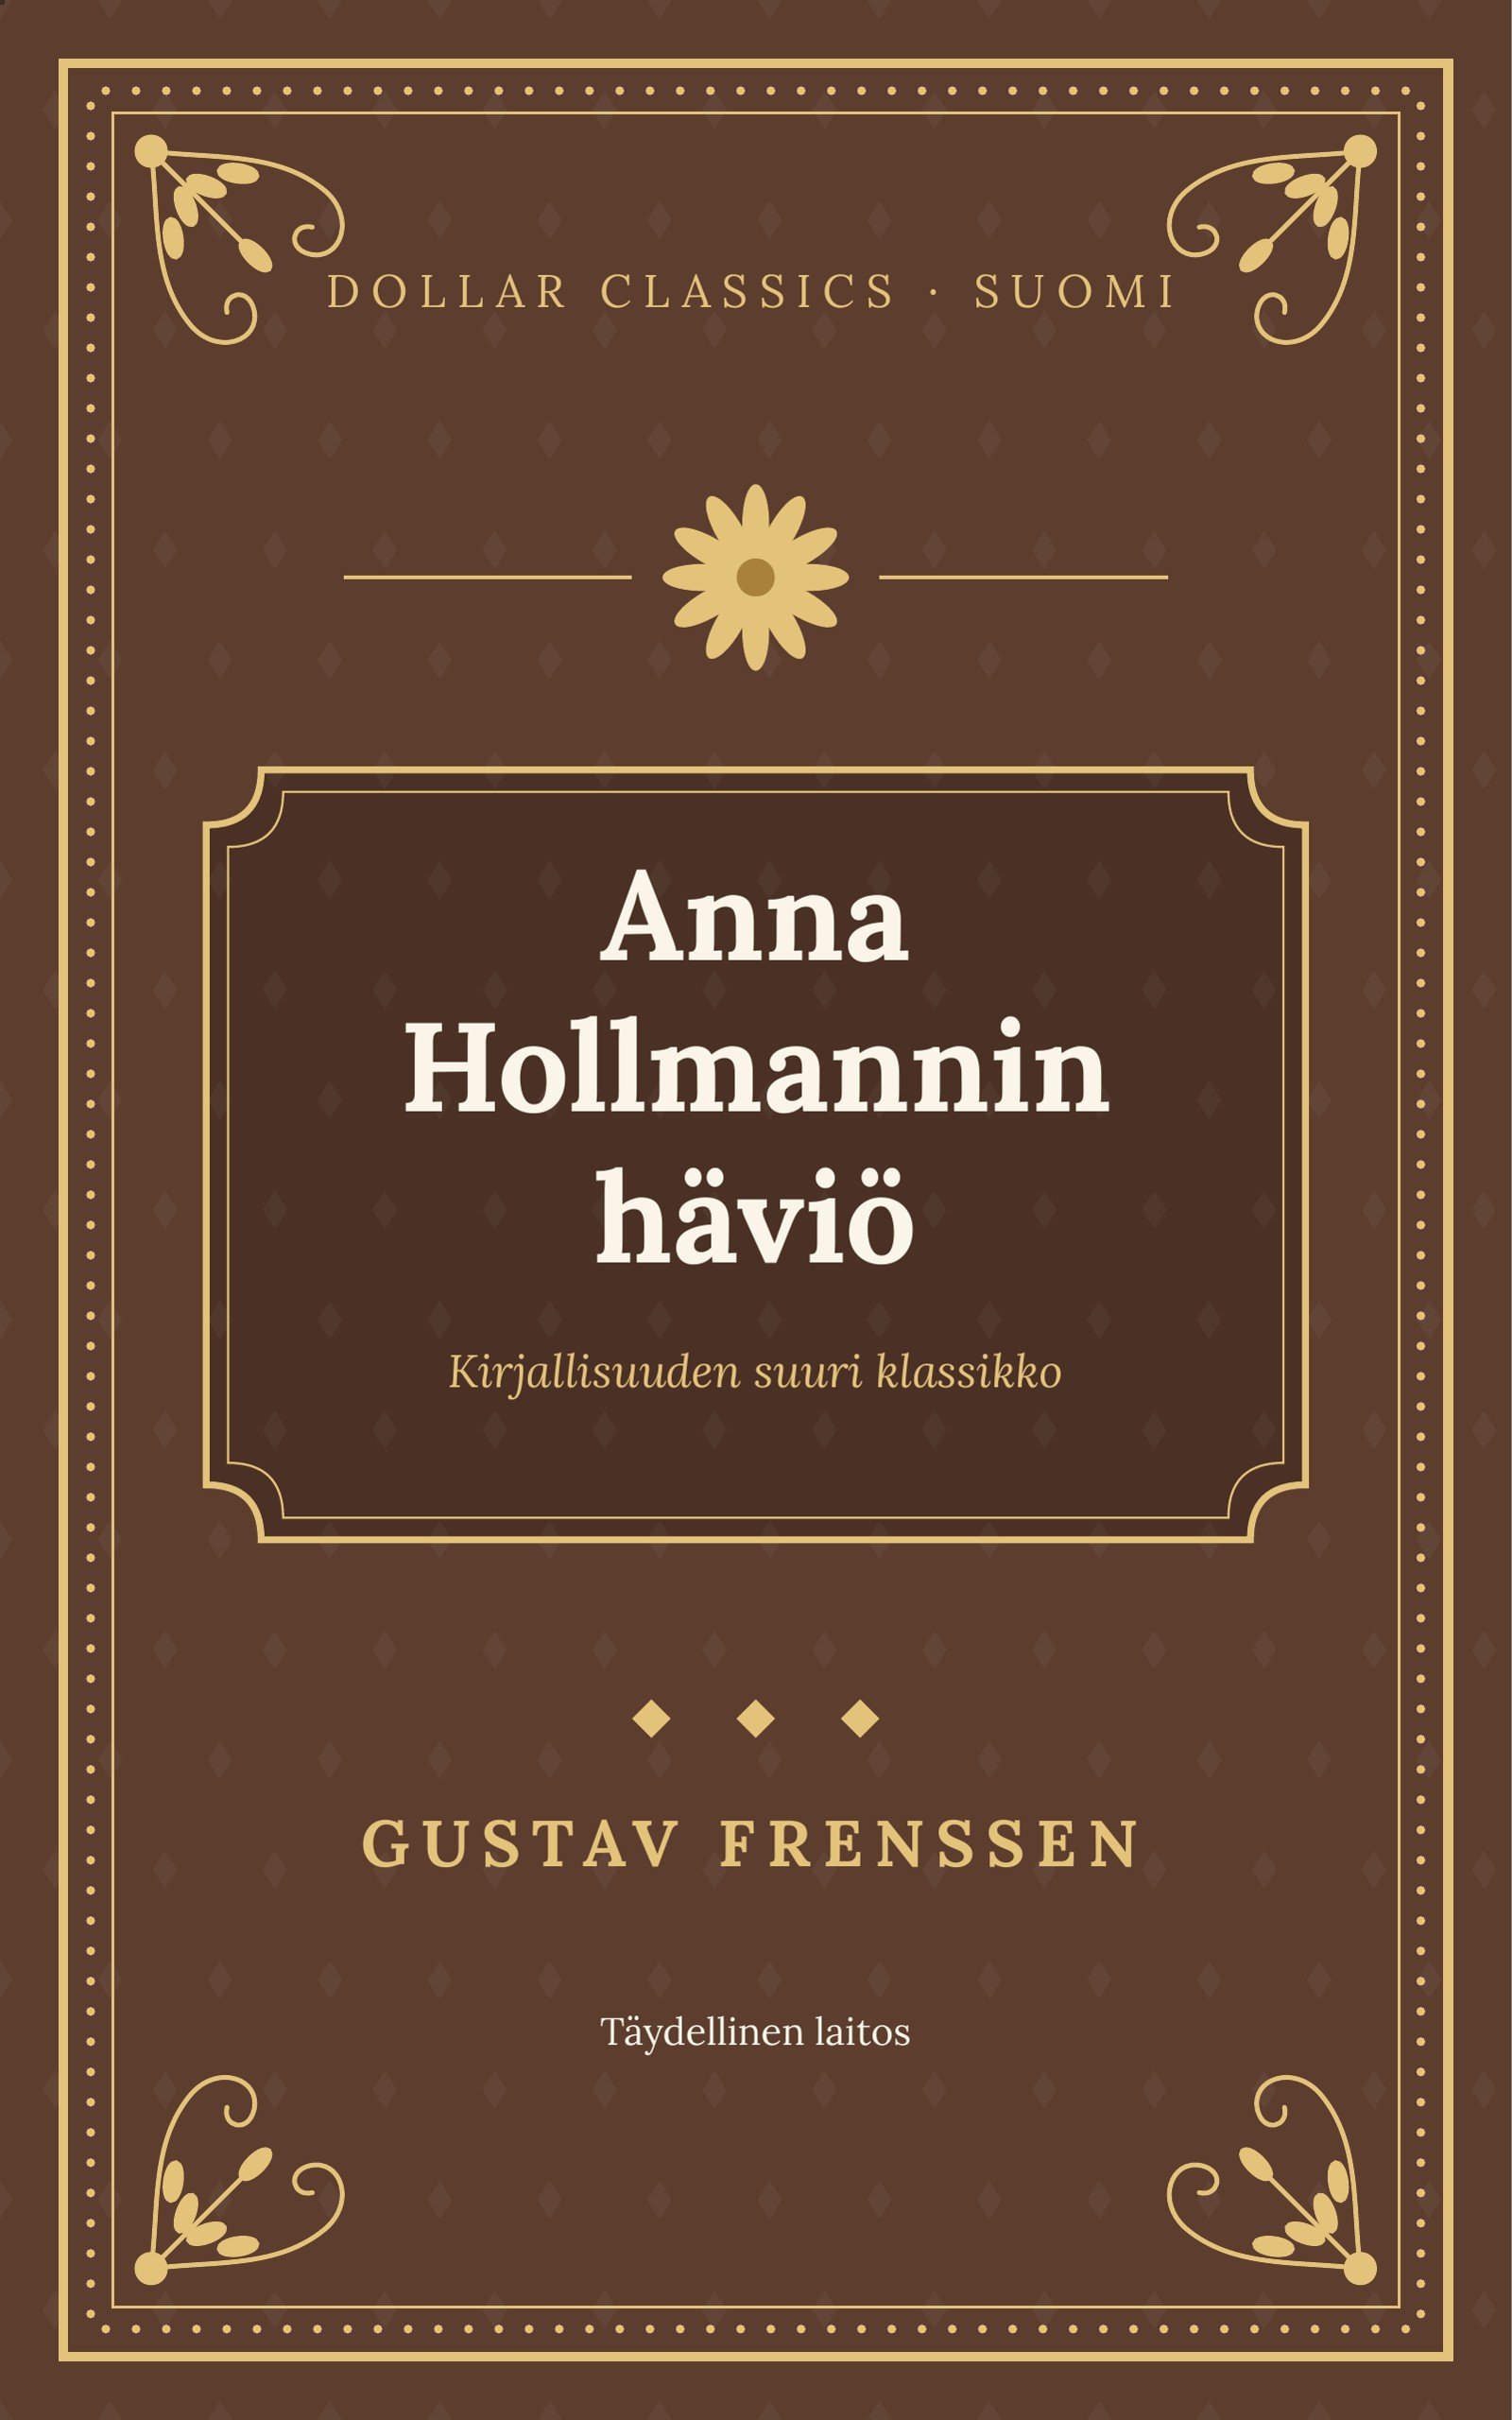 DOLLAR CLASSICS · SUOMI
Anna
Hollmannin
häviö
Kirjallisuuden suuri klassikko
GUSTAV FRENSSEN
Täydellinen laitos